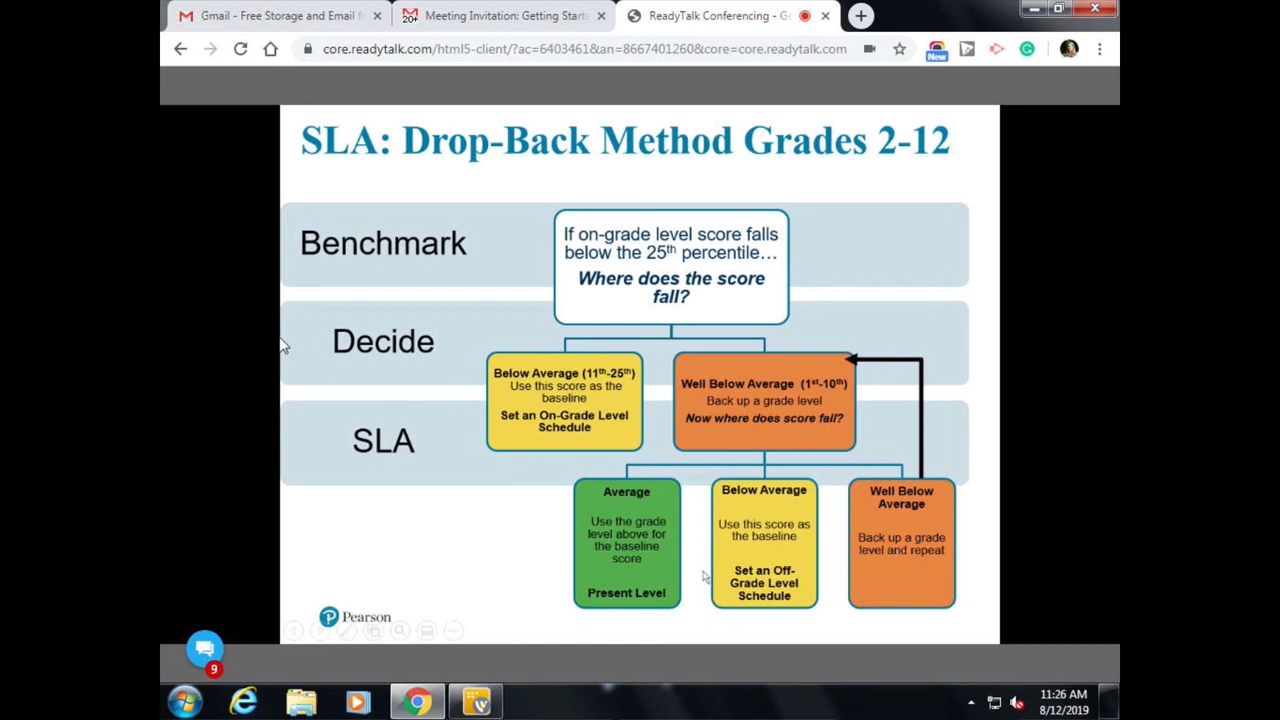 Gmail - Free Storage and Email f
Meeting Invitation: Getting Starte
ReadyTalk Conferencing - Ge
20+
core.readytalk.com/html5-client/?ac=6403461&an=8667401260&core=core.readytalk.com
New
SLA: Drop-Back Method Grades 2-12
Benchmark
If on-grade level score falls
below the 25th percentile…
Where does the score
fall?
Decide
Below Average (11th-25th)
Use this score as the
baseline
Set an On-Grade Level
Schedule
Well Below Average (1st-10th)
Back up a grade level
Now where does score fall?
SLA
Average
Use the grade
level above for
the baseline
score
Present Level
Below Average
Use this score as
the baseline
Set an Off-
Grade Level
Schedule
Well Below
Average
Back up a grade
level and repeat
Pearson
9
11:26 AM
8/12/2019